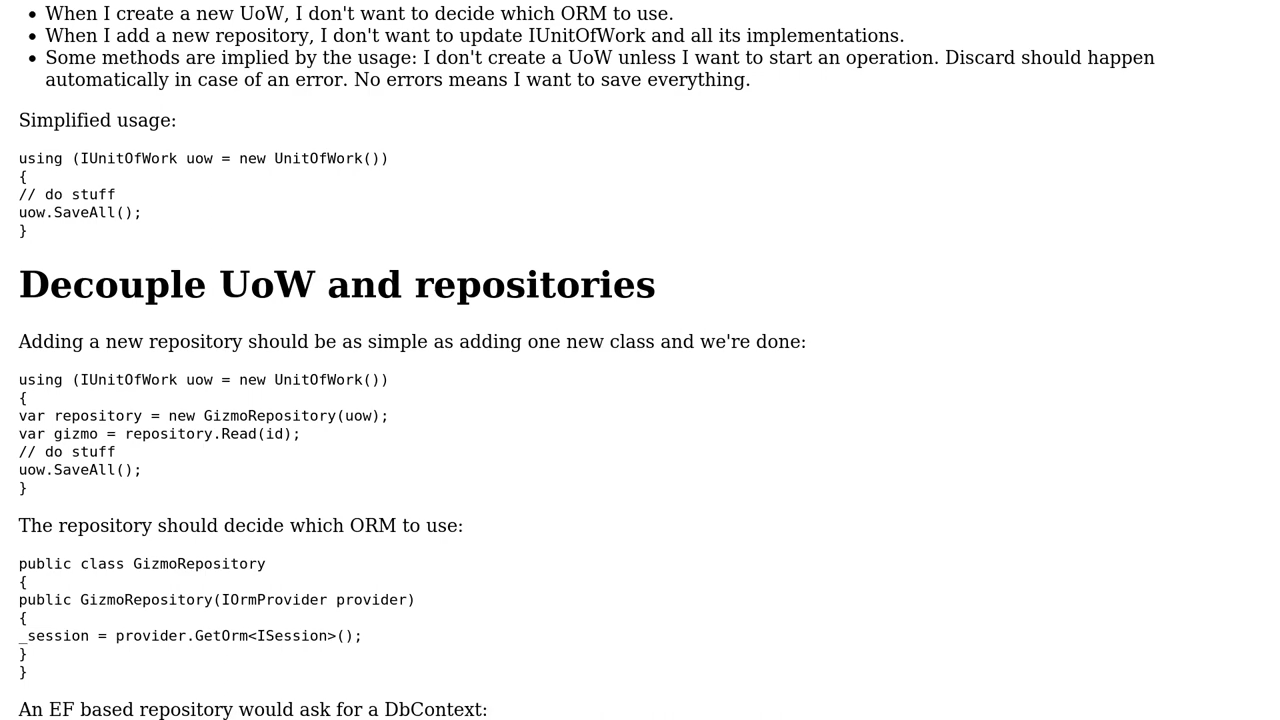 • When I create a new UoW, I don't want to decide which ORM to use.
• When I add a new repository, I don't want to update IUnitOfWork and all its implementations.
• Some methods are implied by the usage: I don't create a UoW unless I want to start an operation. Discard should happen
automatically in case of an error. No errors means I want to save everything.
Simplified usage:
using (IUnitOfWork uow = new UnitOfWork())
{
// do stuff
uow.SaveAll();
}
Decouple UoW and repositories
Adding a new repository should be as simple as adding one new class and we're done:
using (IUnitOfWork uow = new UnitOfWork())
{
var repository = new GizmoRepository(uow);
var gizmo = repository.Read(id);
// do stuff
uow.SaveAll();
}
The repository should decide which ORM to use:
public class GizmoRepository
{
public GizmoRepository(IOrmProvider provider)
{
_session = provider.GetOrm<ISession>();
}
}
An EF based repository would ask for a DbContext: